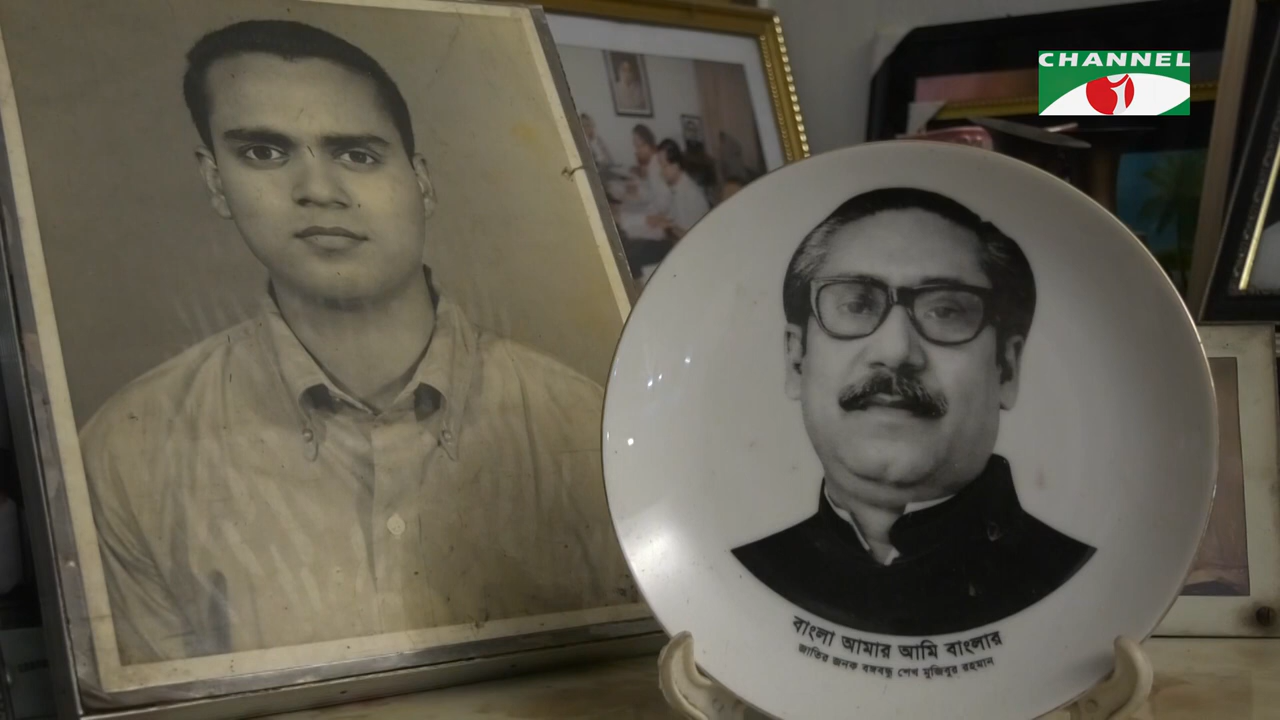 CHANNEL
বাংলা আমার আমি বাংলার
জাতির জনক বঙ্গবন্ধু শেখ মুজিবুর রহমান